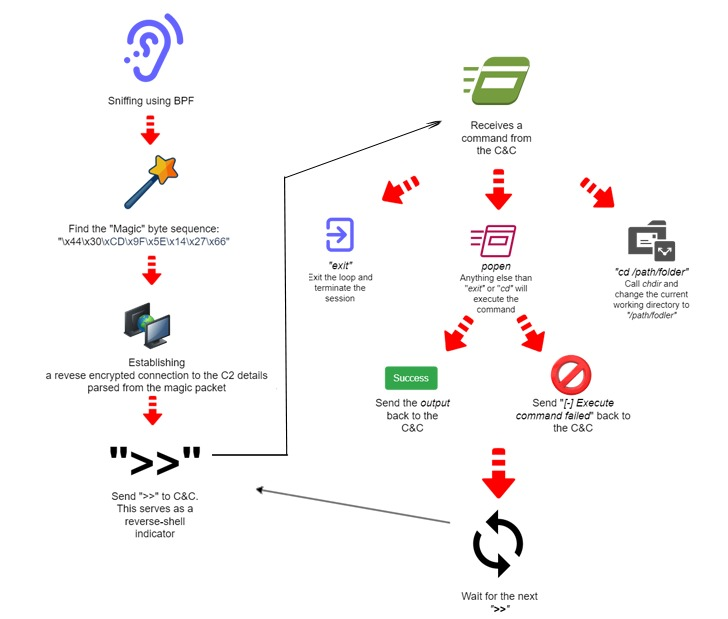 Sniffing using BPF
Find the "Magic" byte sequence:
"\x44\x30\xCD\x9F\x5E\x14\x27\x66"
Establishing
a revese encrypted connection to the C2 details
parsed from the magic packet
">>"
Send ">>" to C&C.
This serves as a
reverse-shell
indicator
Receives a
command from
the C&C
"exit"
Exit the loop and
terminate the
session
popen
Anything else than
"exit" or "cd" will
execute the
command
"cd /path/folder"
Call chdir and
change the current
working directory to
"/path/fodler"
Success
Send the output
back to the
C&C
Send "[-] Execute
command failed" back
to the C&C
Wait for the next
">>"